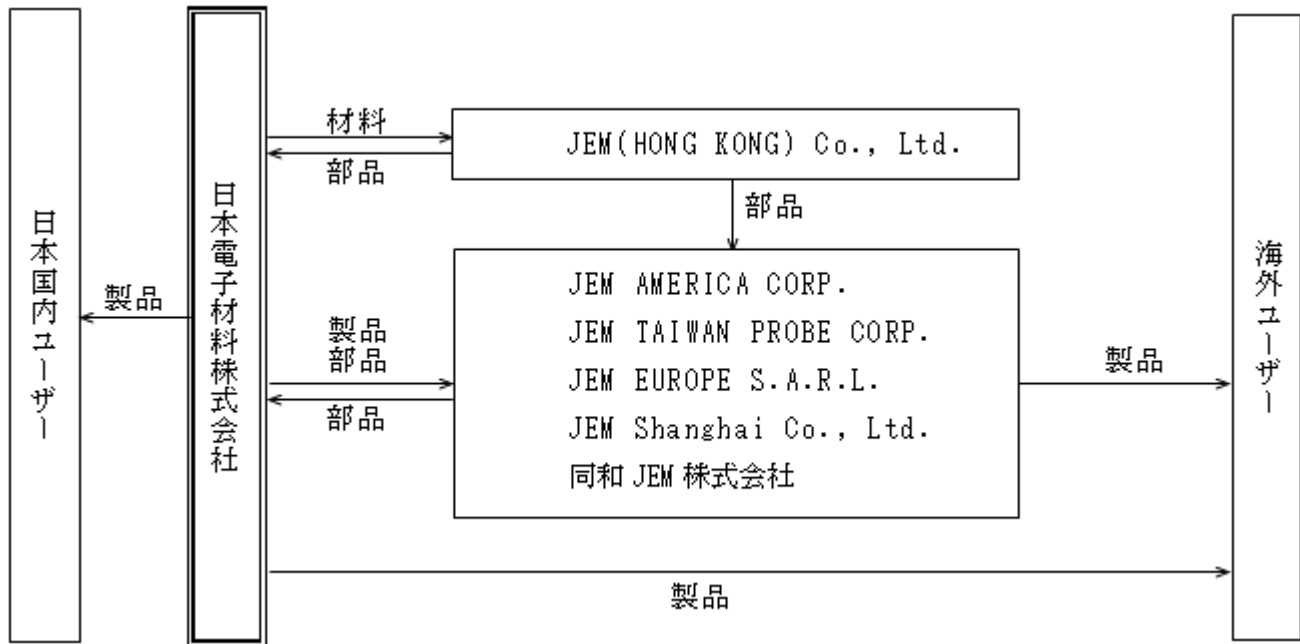 日本国内ユーザー
製品
日本電子材料株式会社
材料
部品
JEM(HONG KONG) Co., Ltd.
部品
製品
部品
部品
JEM AMERICA CORP.
JEM TAIWAN PROBE CORP.
JEM EUROPE S.A.R.L.
JEM Shanghai Co., Ltd.
同和 JEM 株式会社
製品
製品
海外ユーザー